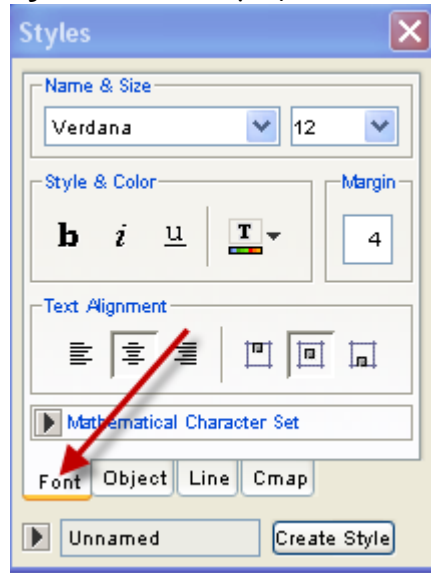 Styles
Name & Size
Verdana 12
Style & Color Margin
b i u T 4
Text Alignment
Mathematical Character Set
Font Object Line Cmap
Unnamed Create Style